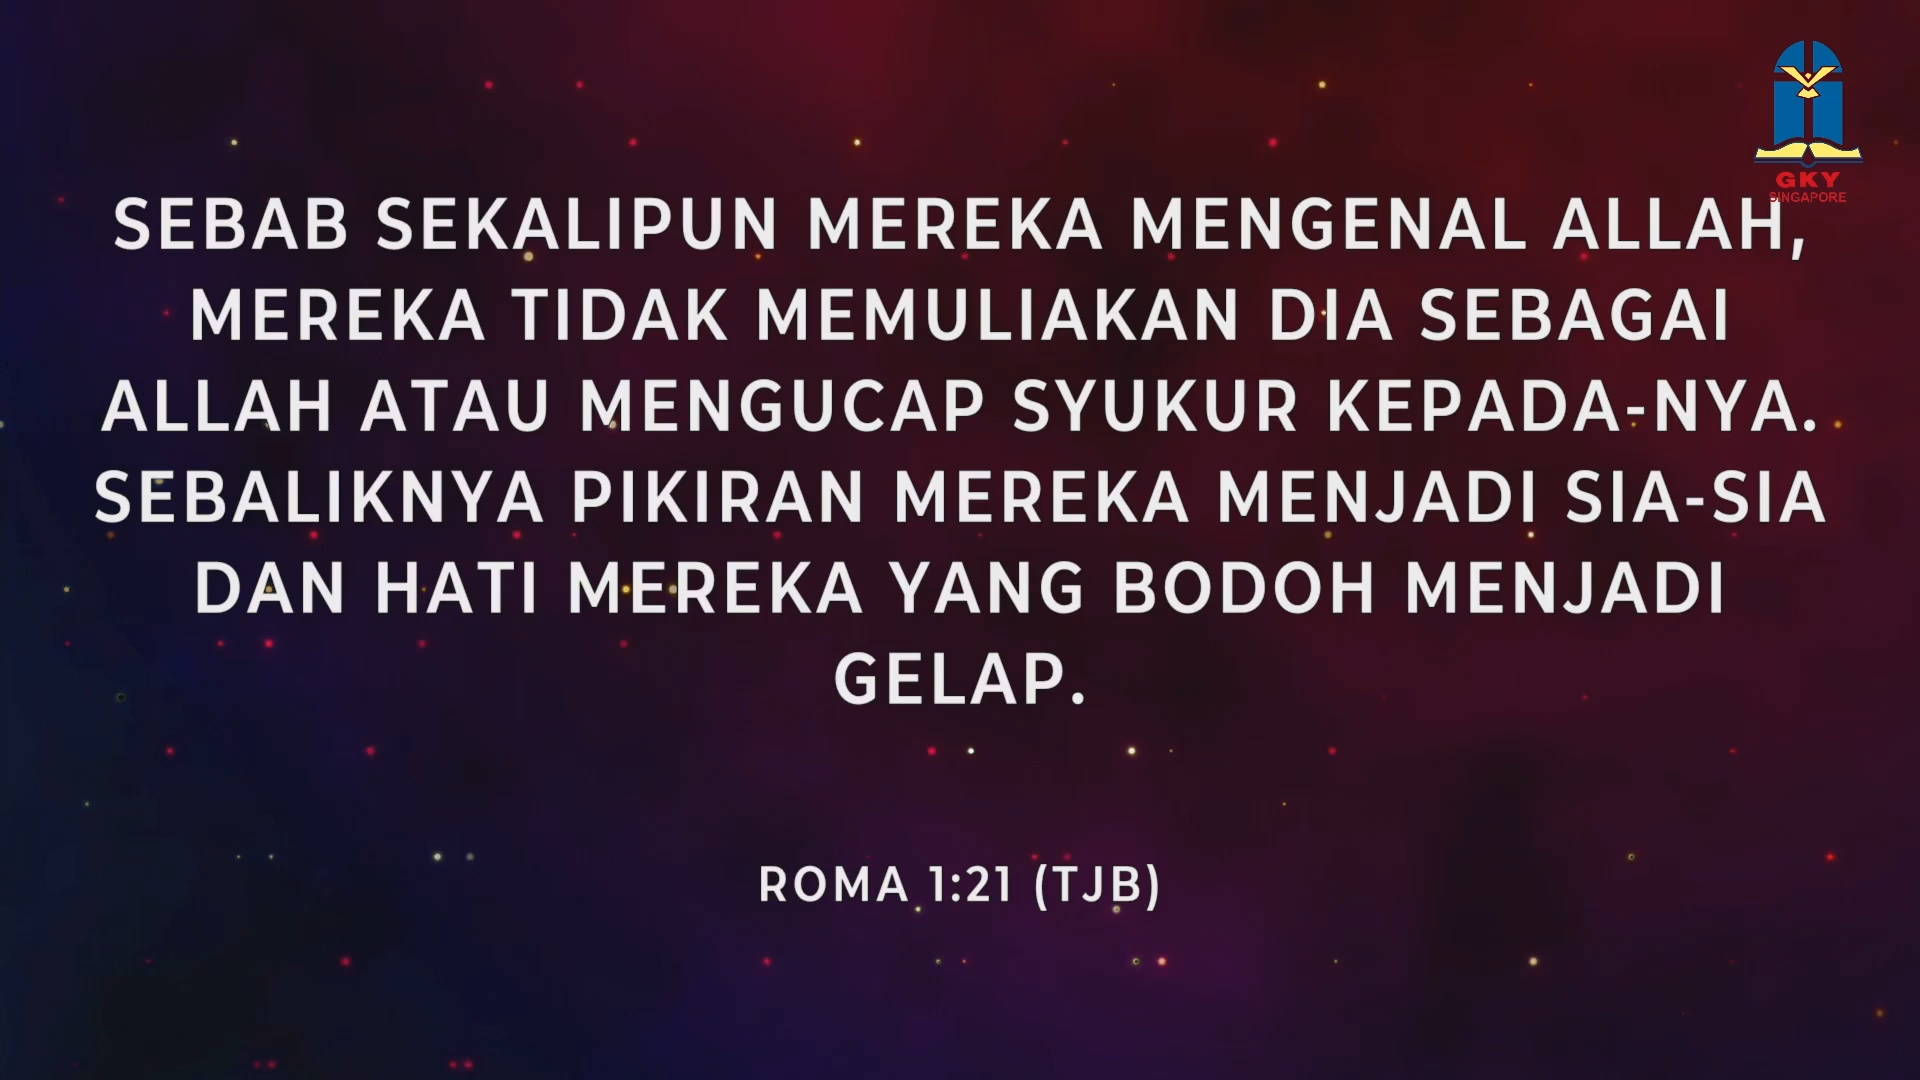 GKY
SINGAPORE
SEBAB SEKALIPUN MEREKA MENGENAL ALLAH,
MEREKA TIDAK MEMULIAKAN DIA SEBAGAI
ALLAH ATAU MENGUCAP SYUKUR KEPADA-NYA.
SEBALIKNYA PIKIRAN MEREKA MENJADI SIA-SIA
DAN HATI MEREKA YANG BODOH MENJADI
GELAP.
ROMA 1:21 (TJB)